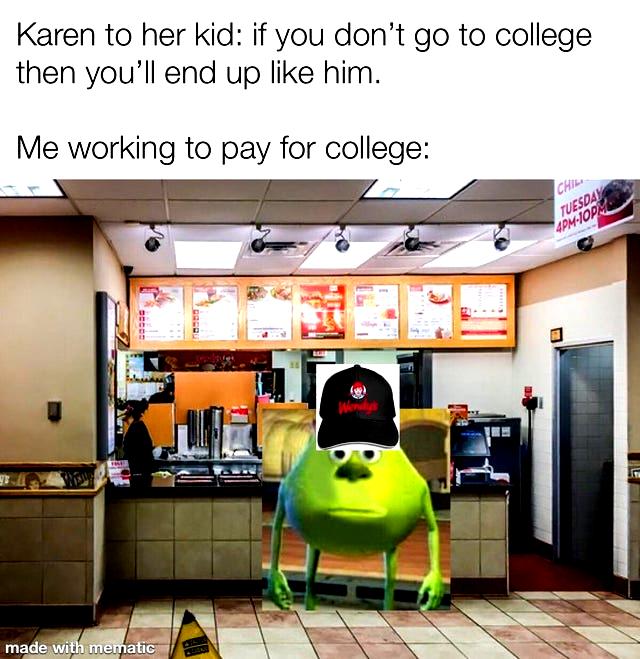 Karen to her kid: if you don’t go to college
then you’ll end up like him.
Me working to pay for college:
TUESDAY
4PM-10PM
Wendy's
made with mematic